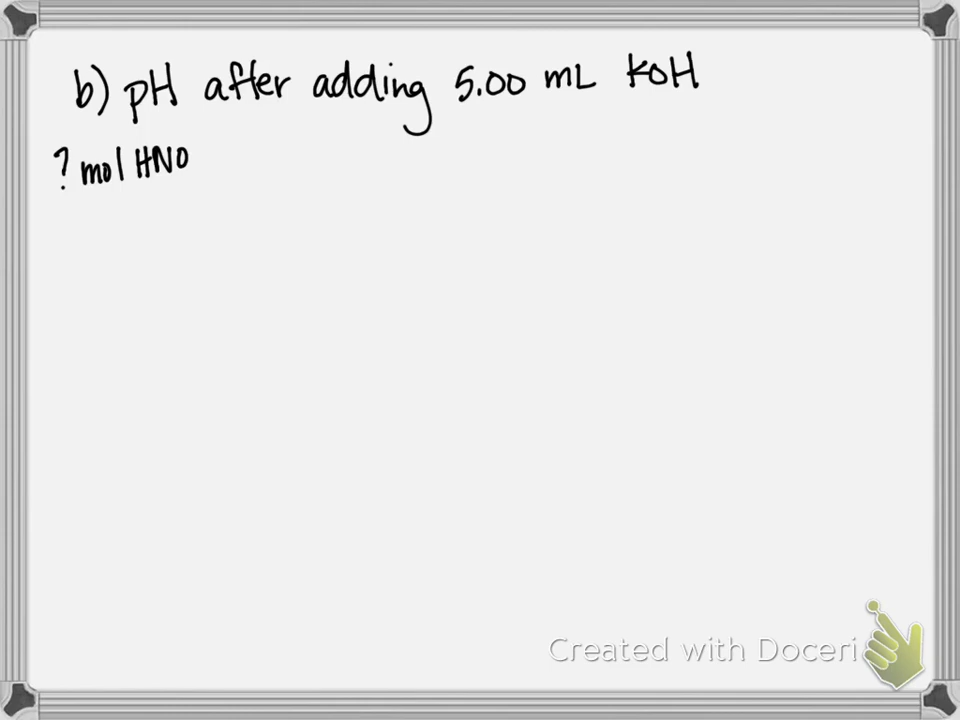 b) pH after adding 5.00 mL KOH
? mol HNO
Created with Doceri